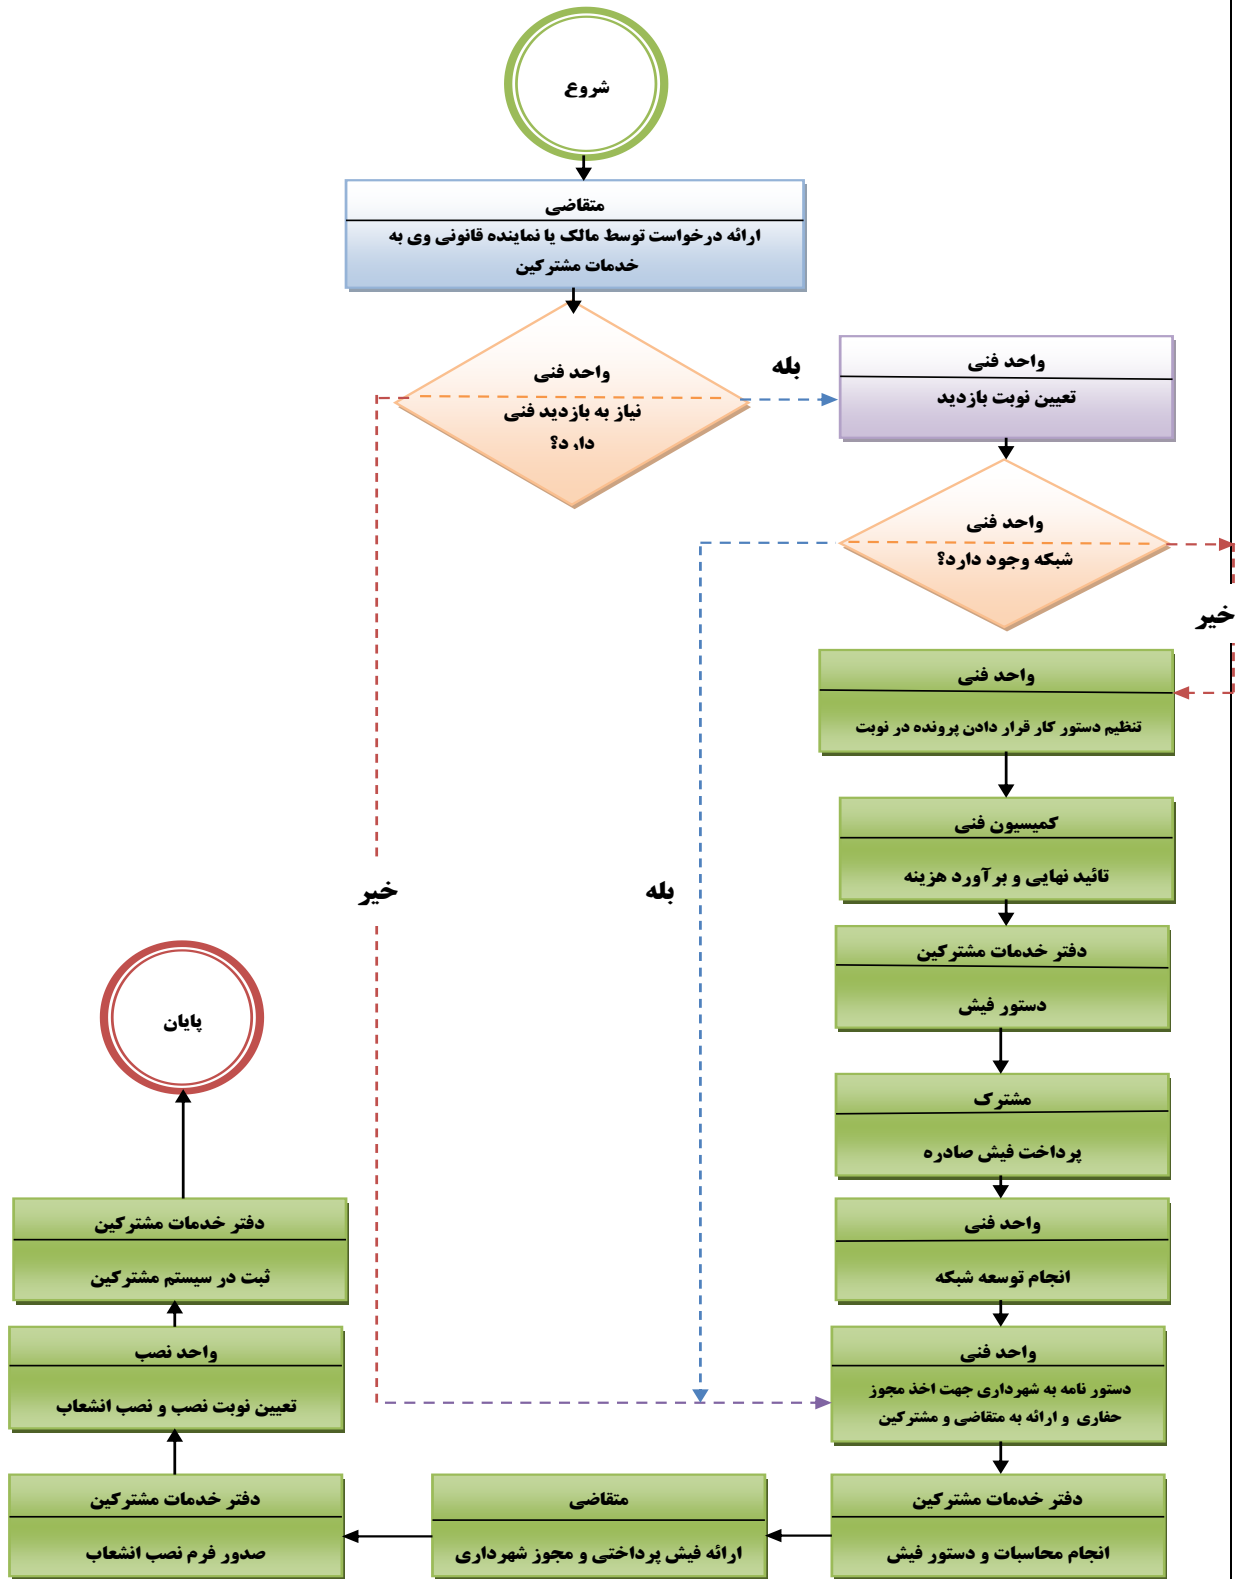 شروع
متقاضی
ارائه درخواست توسط مالک یا نماینده قانونی وی به
خدمات مشترکین
واحد فنی
نیاز به بازدید فنی
دارد؟
بله
واحد فنی
تعیین نوبت بازدید
واحد فنی
شبکه وجود دارد؟
خیر
واحد فنی
تنظیم دستور کار قرار دادن پرونده در نوبت
کمیسیون فنی
تائید نهایی و برآورد هزینه
خیر
بله
دفتر خدمات مشترکین
دستور فیش
پایان
مشترک
پرداخت فیش صادره
واحد فنی
انجام توسعه شبکه
دفتر خدمات مشترکین
ثبت در سیستم مشترکین
واحد فنی
دستور نامه به شهرداری جهت اخذ مجوز
حفاری و ارائه به متقاضی و مشترکین
واحد نصب
تعیین نوبت نصب و نصب انشعاب
دفتر خدمات مشترکین
انجام محاسبات و دستور فیش
متقاضی
ارائه فیش پرداختی و مجوز شهرداری
دفتر خدمات مشترکین
صدور فرم نصب انشعاب